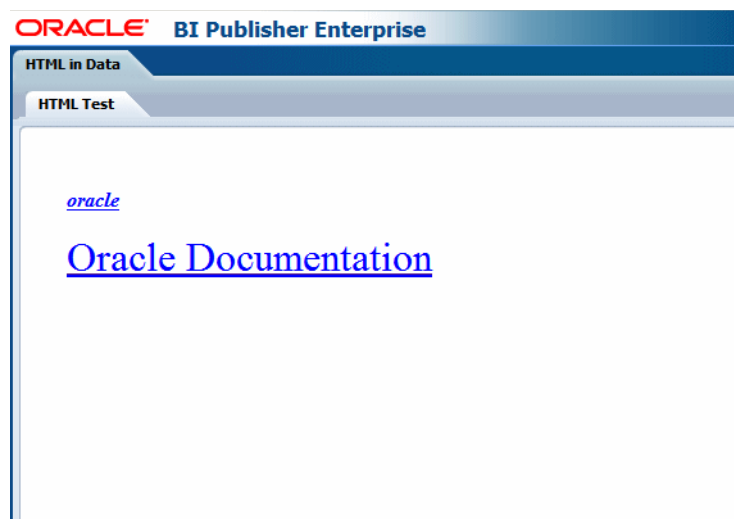 ORACLE BI Publisher Enterprise
HTML in Data
HTML Test
oracle
Oracle Documentation